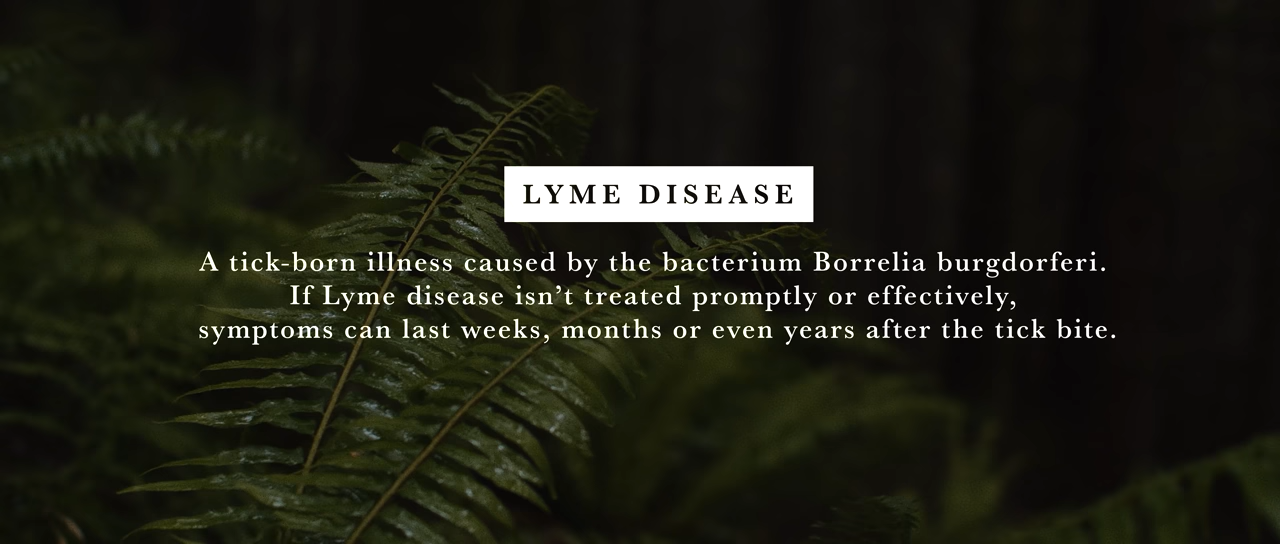 LYME DISEASE
A tick-born illness caused by the bacterium Borrelia burgdorferi.
If Lyme disease isn’t treated promptly or effectively,
symptoms can last weeks, months or even years after the tick bite.